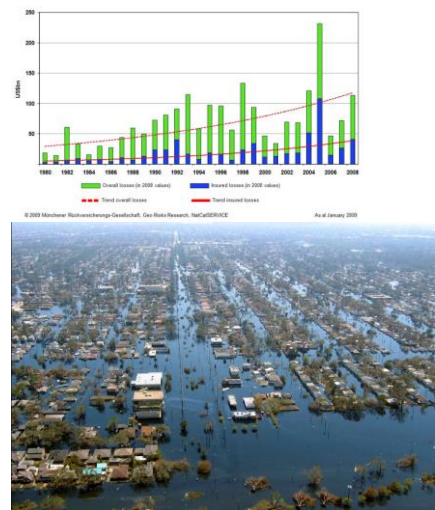 250
200
150
100
50
US$bn
1980 1982 1984 1986 1988 1990 1992 1994 1996 1998 2000 2002 2004 2006 2008
Overall losses (in 2008 values) Insured losses (in 2008 values)
Trend overall losses Trend insured losses
© 2009 Münchener Rückversicherungs-Gesellschaft, Geo Risks Research, NatCatSERVICE As at January 2009